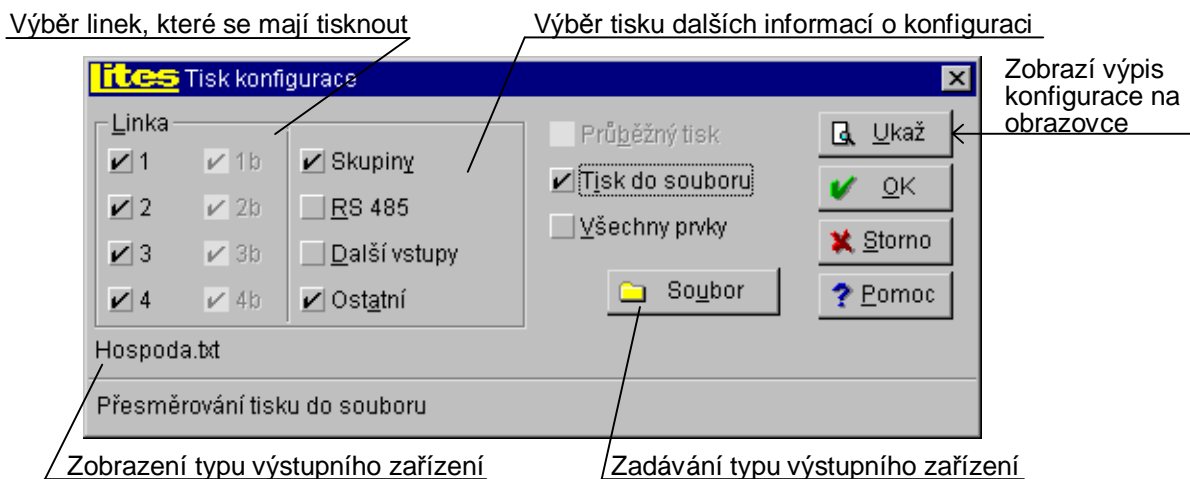 Výběr linek, které se mají tisknout
Výběr tisku dalších informací o konfiguraci
lites Tisk konfigurace
Zobrazí výpis
konfigurace na
obrazovce
Linka
1 1b Skupiny
2 2b RS 485
3 3b Další vstupy
4 4b Ostatní
Průběžný tisk
Tisk do souboru
Všechny prvky
Soubor
Ukaž
OK
Storno
Pomoc
Hospoda.txt
Přesměrování tisku do souboru
Zobrazení typu výstupního zařízení
Zadávání typu výstupního zařízení